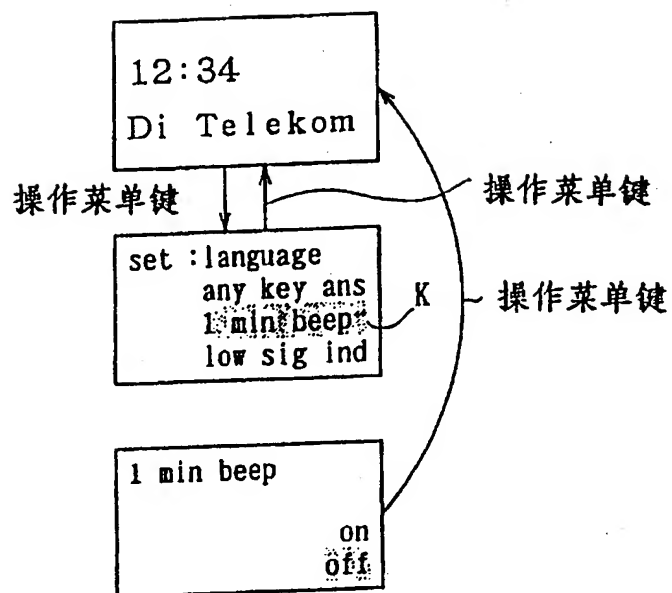 12:34
Di Telekom
操作菜单键
操作菜单键
set :language
any key ans
1 min beep
low sig ind
K
操作菜单键
1 min beep
on
off